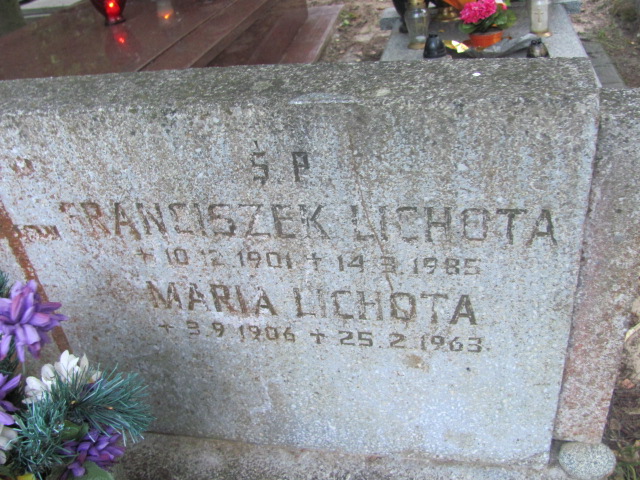 Ś. P.
FRANCISZEK LICHOTA
+ 10.12.1901 + 14.3.1985
MARIA LICHOTA
+ 3.9.1906 + 25.2.1963.